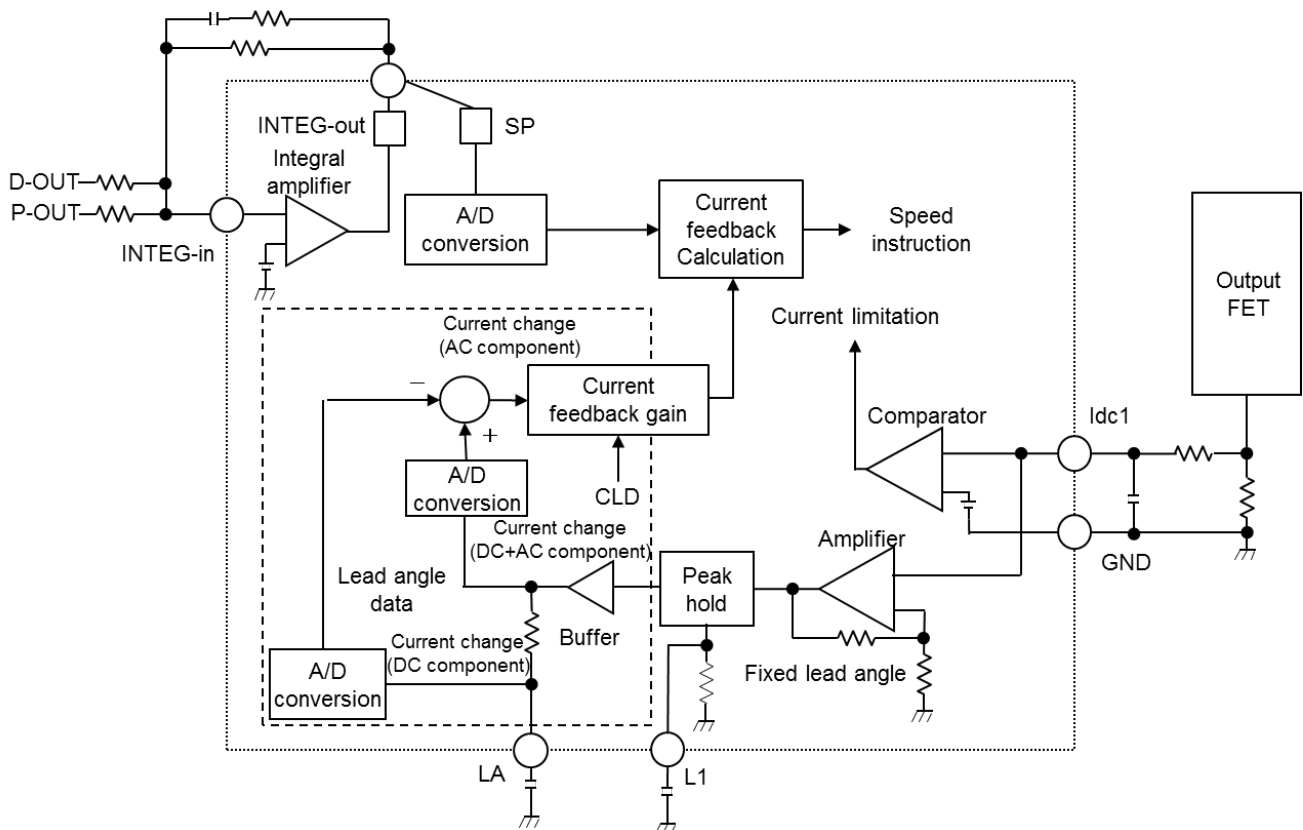 INTEG-out
SP
Integral
amplifier
D-OUT
P-OUT
INTEG-in
A/D
conversion
Current
feedback
Calculation
Speed
instruction
Output
FET
Current change
(AC component)
Current limitation
−
+
Current
feedback gain
Comparator
Idc1
A/D
conversion
CLD
Current change
(DC+AC component)
Amplifier
GND
Lead angle
data
Buffer
Peak
hold
Current change
(DC component)
A/D
conversion
Fixed lead angle
LA
L1